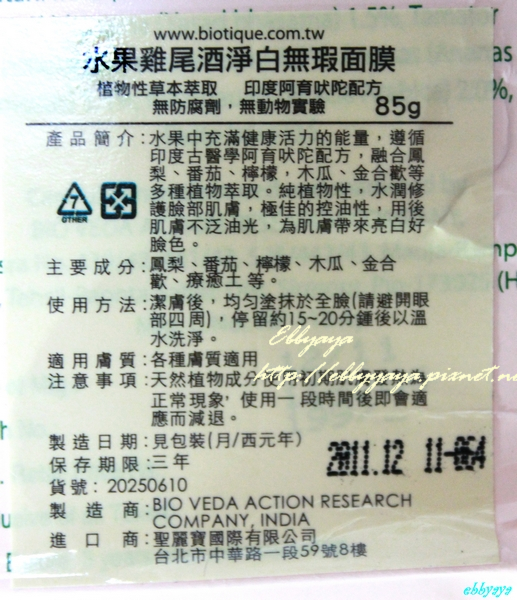 www.biotique.com.tw
水果雞尾酒淨白無瑕面膜
植物性草本萃取 印度阿育吠陀配方
無防腐劑，無動物實驗 85g
產品簡介：水果中充滿健康活力的能量，遵循
印度古醫學阿育吠陀配方，融合鳳
梨、番茄、檸檬，木瓜、金合歡等
多種植物萃取。純植物性，水潤修
護臉部肌膚，極佳的控油性，用後
肌膚不泛油光，為肌膚帶來亮白好
臉色。
7
OTHER
主要成分：鳳梨、番茄、檸檬、木瓜、金合
歡、療癒土 等。
使用方法：潔膚後，均勻塗抹於全臉(請避開眼
部四周)，停留約15~20分鐘後以溫
水洗淨。
Ebbyaya
適用膚質：各種膚質適用
http://ebbyyaya.pixnet.ne
注意事項：天然植物成分使用初期
正常現象，使用一段時間後即會適
應而減退。
製造日期：見包裝(月/西元年)
保存期限：三年
2011.12 11-064
貨號：20250610
製造商：BIO VEDA ACTION RESEARCH
COMPANY, INDIA
進口商：聖麗寶國際有限公司
台北市中華路一段59號8樓
ebbyaya